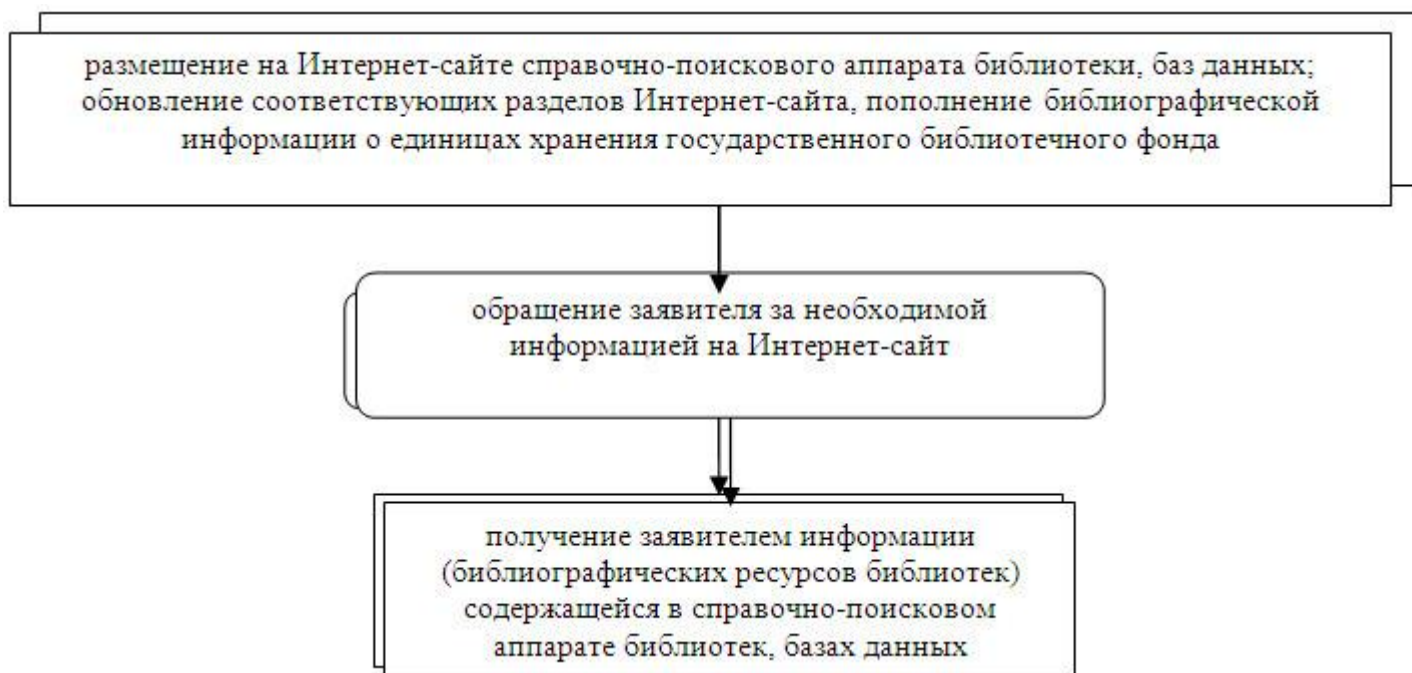 размещение на Интернет-сайте справочно-поискового аппарата библиотеки, баз данных;
обновление соответствующих разделов Интернет-сайта, пополнение библиографической
информации о единицах хранения государственного библиотечного фонда
обращение заявителя за необходимой
информацией на Интернет-сайт
получение заявителем информации
(библиографических ресурсов библиотек)
содержащейся в справочно-поисковом
аппарате библиотек, базах данных